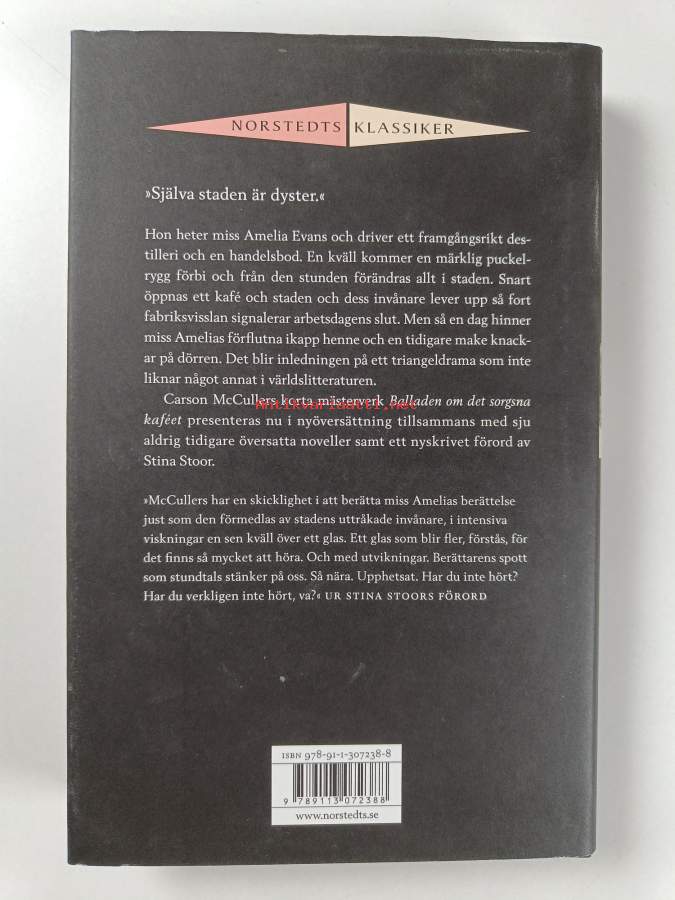 NORSTEDTS KLASSIKER
»Själva staden är dyster.«
Hon heter miss Amelia Evans och driver ett framgångsrikt des-
tilleri och en handelsbod. En kväll kommer en märklig puckel-
rygg förbi och från den stunden förändras allt i staden. Snart
öppnas ett kafé och staden och dess invånare lever upp så fort
fabriksvisslan signalerar arbetsdagens slut. Men så en dag hinner
miss Amelias förflutna ikapp henne och en tidigare make knack-
ar på dörren. Det blir inledningen på ett triangeldrama som inte
liknar något annat i världslitteraturen.
Carson McCullers korta mästerverk Balladen om det sorgsna
kaféet presenteras nu i nyöversättning tillsammans med sju
aldrig tidigare översatta noveller samt ett nyskrivet förord av
Stina Stoor.
»McCullers har en skicklighet i att berätta miss Amelias berättelse
just som den förmedlas av stadens uttråkade invånare, i intensiva
viskningar en sen kväll över ett glas. Ett glas som blir fler, förstås, för
det finns så mycket att höra. Och med utvikningar. Berättarens spott
som stundtals stänker på oss. Så nära. Upphetsat. Har du inte hört?
Har du verkligen inte hört, va?« UR STINA STOORS FÖRORD
ISBN 978-91-1-307238-8
9 789113 072388
www.norstedts.se